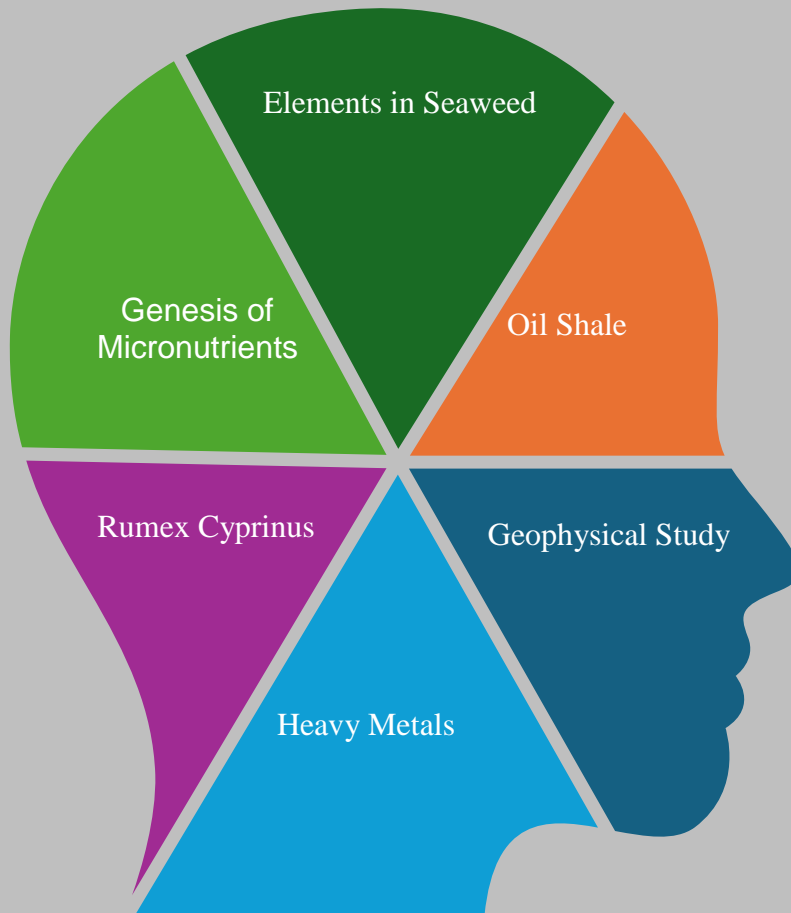 Elements in Seaweed
Genesis of
Micronutrients
Oil Shale
Rumex Cyprinus
Geophysical Study
Heavy Metals